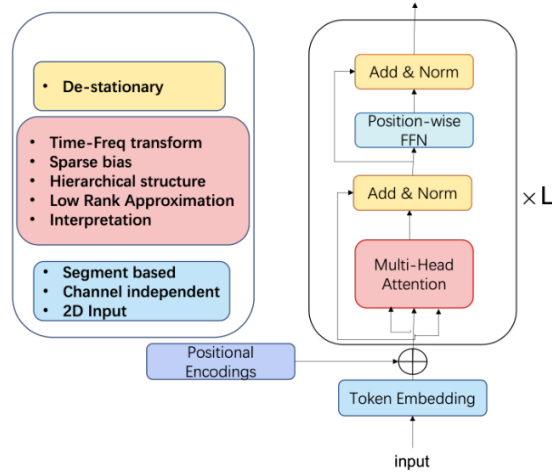 • De-stationary
• Time-Freq transform
• Sparse bias
• Hierarchical structure
• Low Rank Approximation
• Interpretation
• Segment based
• Channel independent
• 2D Input
Add & Norm
Position-wise
FFN
Add & Norm
× L
Multi-Head
Attention
Positional
Encodings
Token Embedding
input